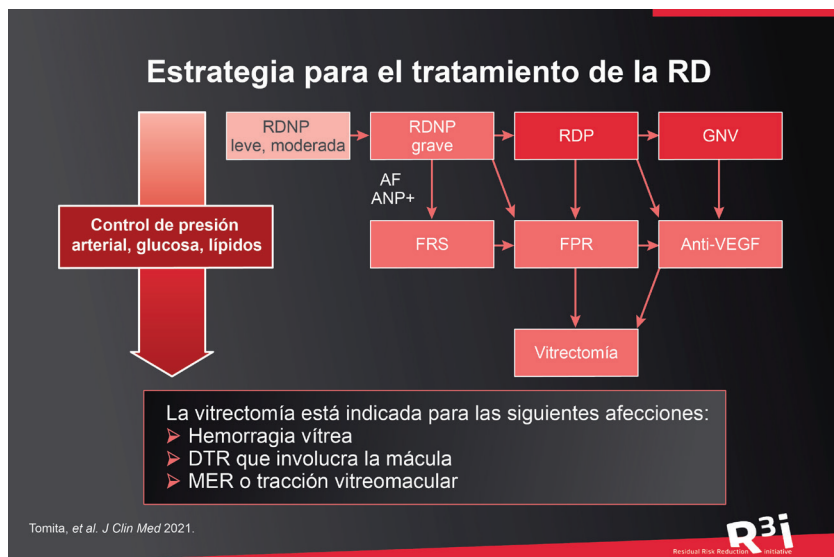 Estrategia para el tratamiento de la RD
RDNP
leve, moderada
RDNP
grave
RDP
GNV
AF
ANP+
Control de presión
arterial, glucosa, lípidos
FRS
FPR
Anti-VEGF
Vitrectomía
La vitrectomía está indicada para las siguientes afecciones:
➤ Hemorragia vítrea
➤ DTR que involucra la mácula
➤ MER o tracción vitreomacular
Tomita, et al. J Clin Med 2021.
R³i
Residual Risk Reduction Initiative